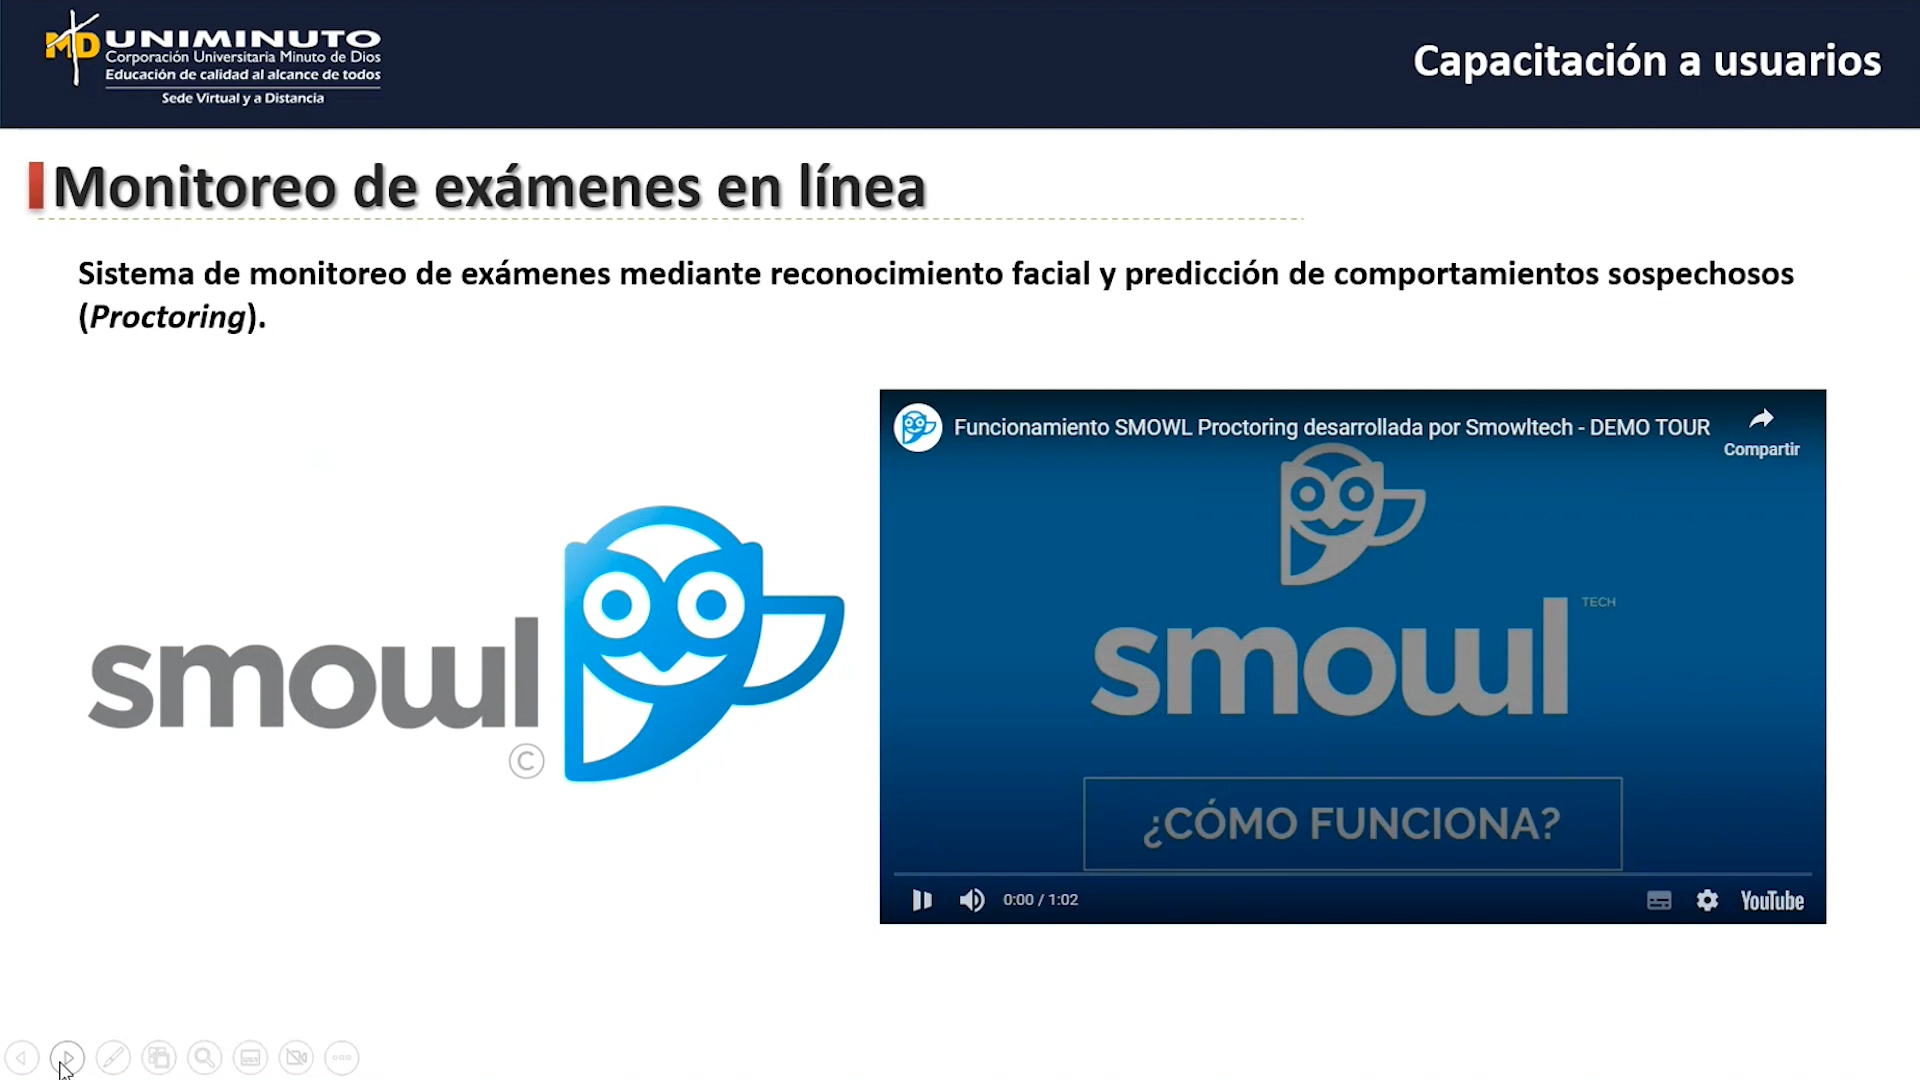 MD UNIMINUTO
Corporación Universitaria Minuto de Dios
Educación de calidad al alcance de todos
Sede Virtual y a Distancia
Capacitación a usuarios
Monitoreo de exámenes en línea
Sistema de monitoreo de exámenes mediante reconocimiento facial y predicción de comportamientos sospechosos
(Proctoring).
smowl
©
Funcionamiento SMOWL Proctoring desarrollada por Smowltech - DEMO TOUR
Compartir
smowl TECH
¿CÓMO FUNCIONA?
0:00 / 1:02
YouTube